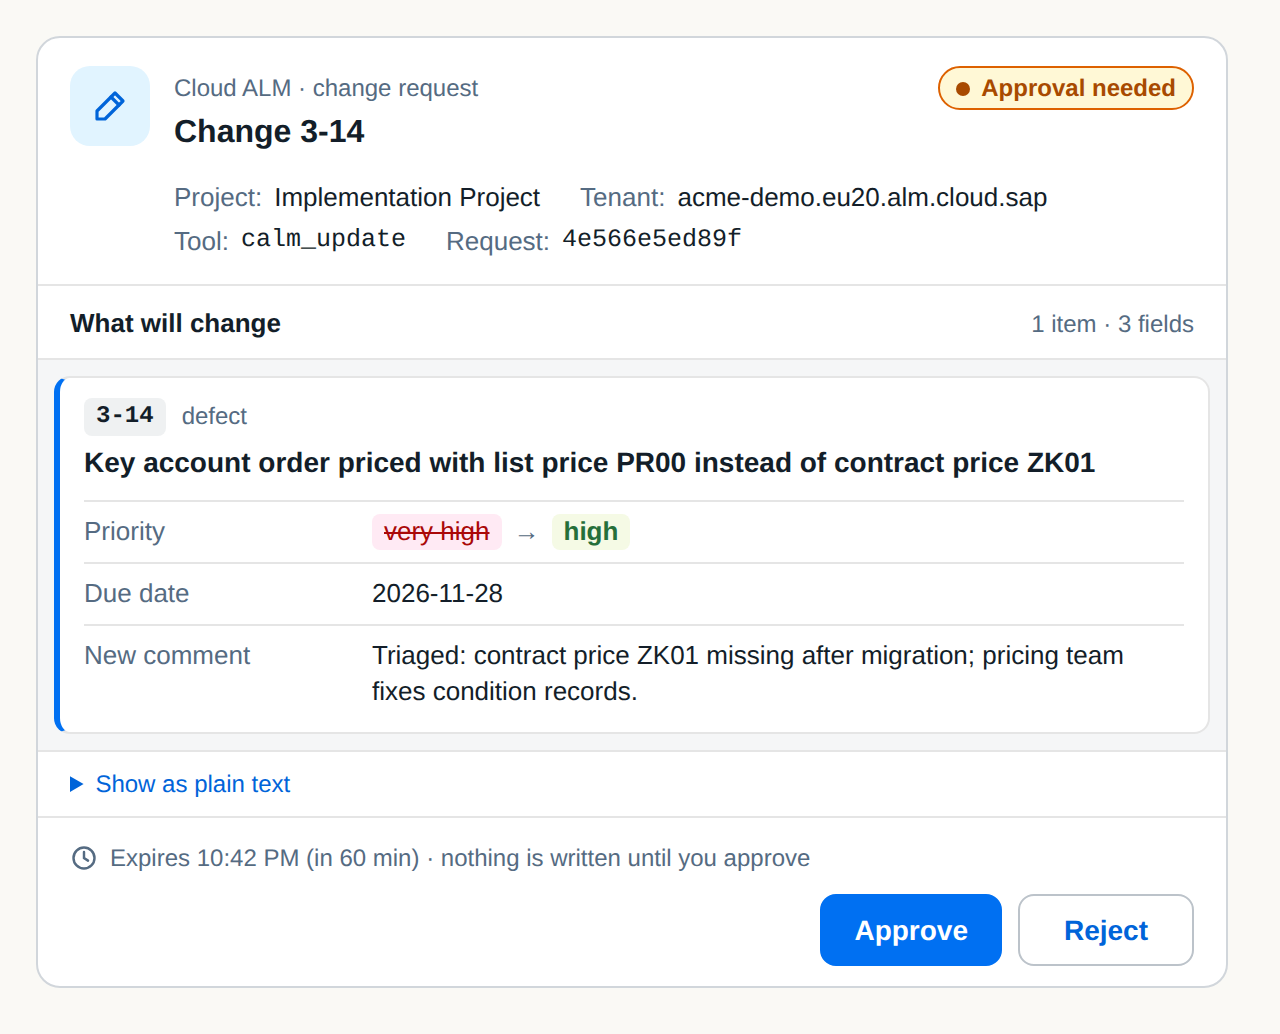 Cloud ALM · change request
Approval needed
Change 3-14
Project: Implementation Project Tenant: acme-demo.eu20.alm.cloud.sap
Tool: calm_update Request: 4e566e5ed89f
What will change
1 item · 3 fields
3-14 defect
Key account order priced with list price PR00 instead of contract price ZK01
Priority very high → high
Due date 2026-11-28
New comment Triaged: contract price ZK01 missing after migration; pricing team
fixes condition records.
Show as plain text
Expires 10:42 PM (in 60 min) · nothing is written until you approve
Approve Reject